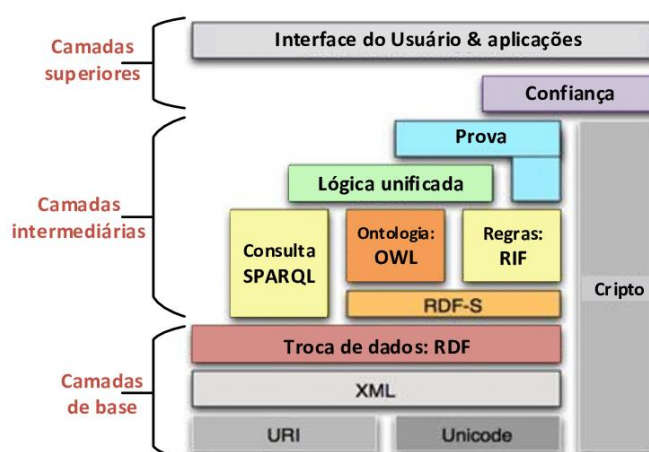 Camadas
superiores
Interface do Usuário & aplicações
Confiança
Camadas
intermediárias
Prova
Lógica unificada
Consulta
SPARQL
Ontologia:
OWL
Regras:
RIF
RDF-S
Cripto
Camadas
de base
Troca de dados: RDF
XML
URI
Unicode